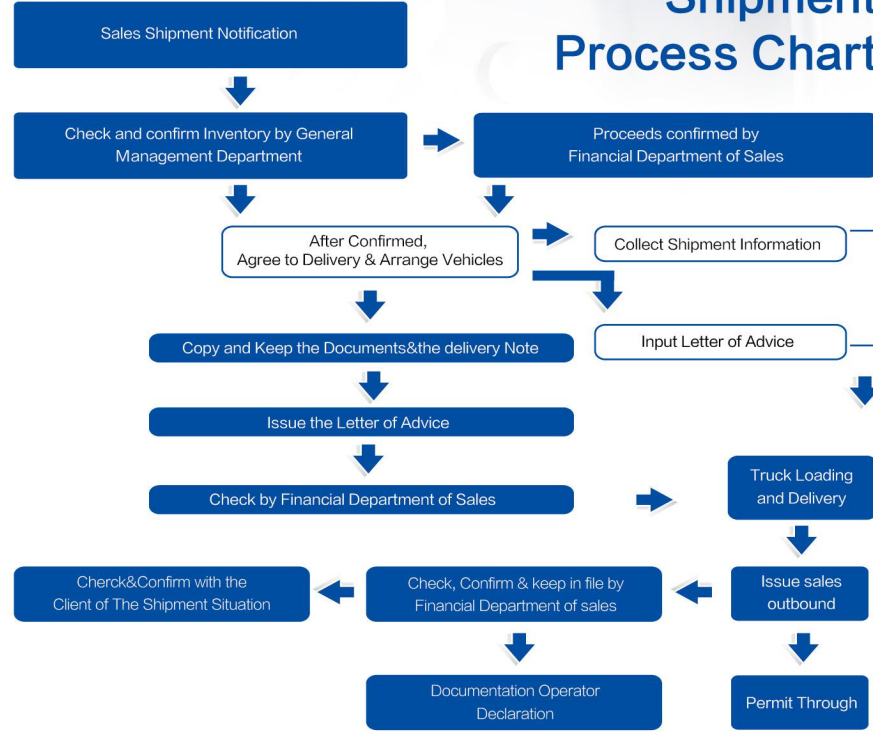 Shipment
Process Chart
Sales Shipment Notification
Check and confirm Inventory by General
Management Department
Proceeds confirmed by
Financial Department of Sales
After Confirmed,
Agree to Delivery & Arrange Vehicles
Collect Shipment Information
Input Letter of Advice
Copy and Keep the Documents&the delivery Note
Issue the Letter of Advice
Check by Financial Department of Sales
Truck Loading
and Delivery
Cherck&Confirm with the
Client of The Shipment Situation
Check, Confirm & keep in file by
Financial Department of sales
Issue sales
outbound
Documentation Operator
Declaration
Permit Through